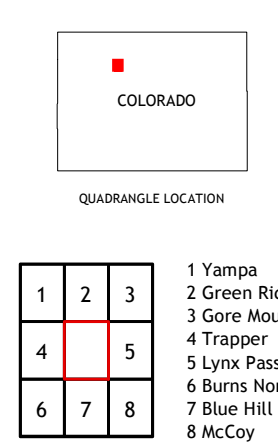 COLORADO
QUADRANGLE LOCATION
1 2 3
4 5
6 7 8
1 Yampa
2 Green
3 Gore
4 Trapper
5 Lynx Pass
6 Burns
7 Blue Hill
8 McCoy